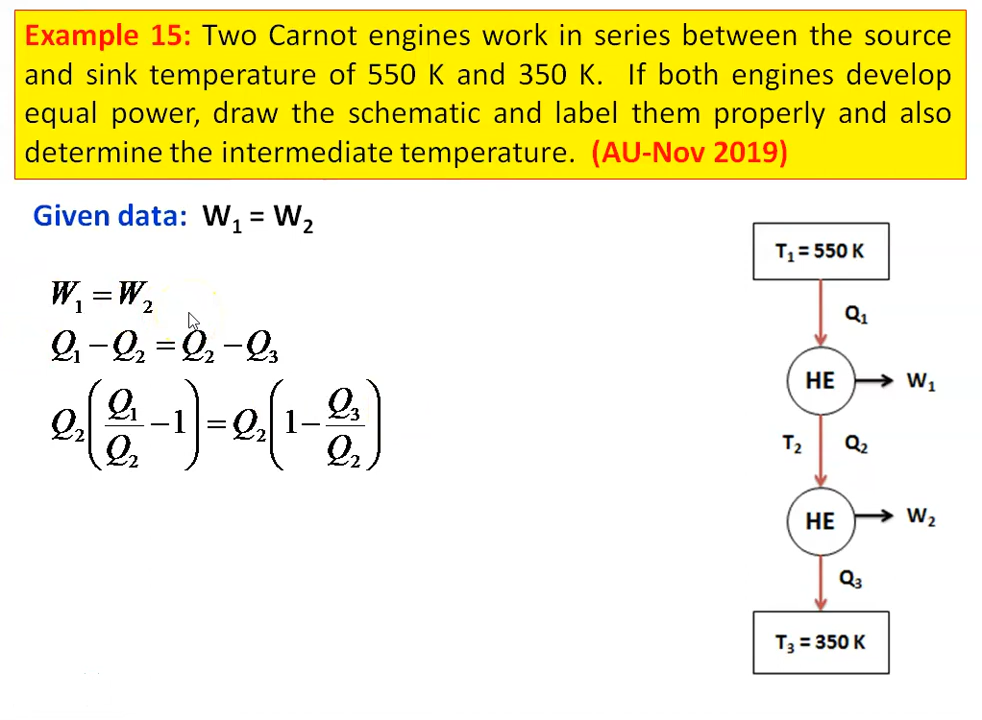 Example 15: Two Carnot engines work in series between the source
and sink temperature of 550 K and 350 K. If both engines develop
equal power, draw the schematic and label them properly and also
determine the intermediate temperature. (AU-Nov 2019)
Given data: W₁ = W₂
W₁ = W₂
Q₁ − Q₂ = Q₂ − Q₃
Q₂(Q₁/Q₂ − 1) = Q₂(1 − Q₃/Q₂)
T₁ = 550 K
Q₁
HE W₁
T₂ Q₂
HE W₂
Q₃
T₃ = 350 K